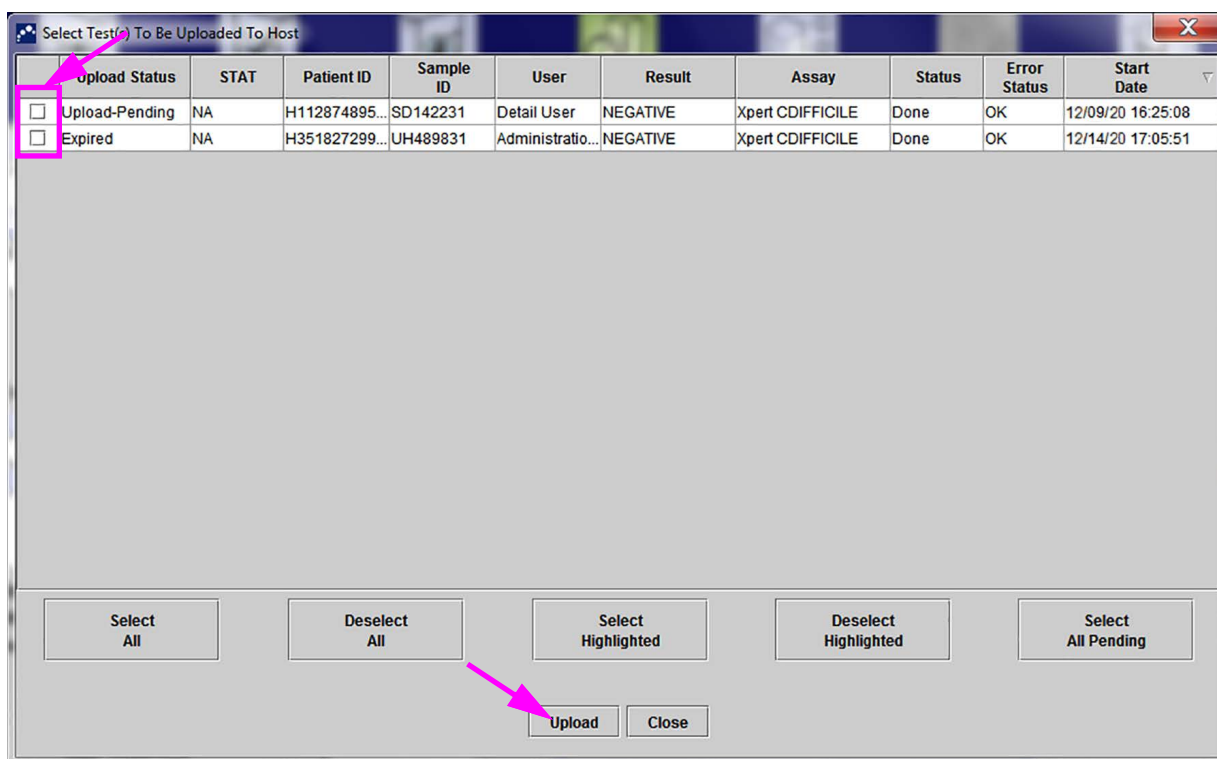 Select Test(s) To Be Uploaded To Host
X
Upload Status STAT Patient ID Sample ID User Result Assay Status Error Status Start Date
Upload-Pending NA H112874895... SD142231 Detail User NEGATIVE Xpert CDIFFICILE Done OK 12/09/20 16:25:08
Expired NA H351827299... UH489831 Administratio... NEGATIVE Xpert CDIFFICILE Done OK 12/14/20 17:05:51
Select All
Deselect All
Select Highlighted
Deselect Highlighted
Select All Pending
Upload Close